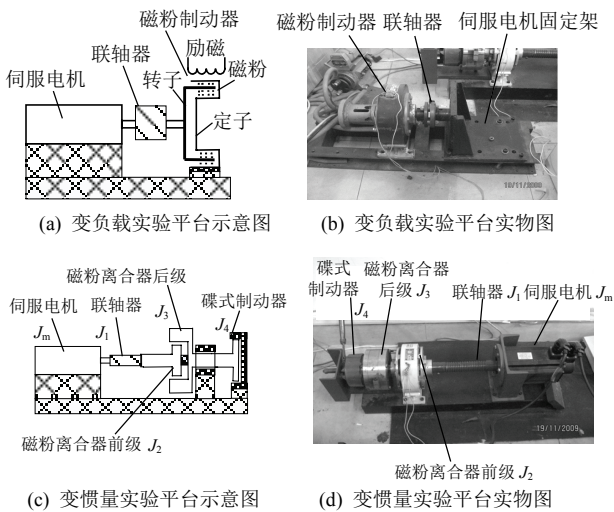 磁粉制动器
励磁
磁粉
联轴器
转子
伺服电机
定子
(a) 变负载实验平台示意图
磁粉制动器
联轴器
伺服电机固定架
19/11/2009
(b) 变负载实验平台实物图
磁粉离合器后级
J3
碟式制动器
J4
伺服电机
Jm
联轴器
J1
磁粉离合器前级 J2
(c) 变惯量实验平台示意图
碟式
制动器
J4
磁粉离合器
后级 J3
联轴器 J1
伺服电机 Jm
19/11/2009
磁粉离合器前级 J2
(d) 变惯量实验平台实物图